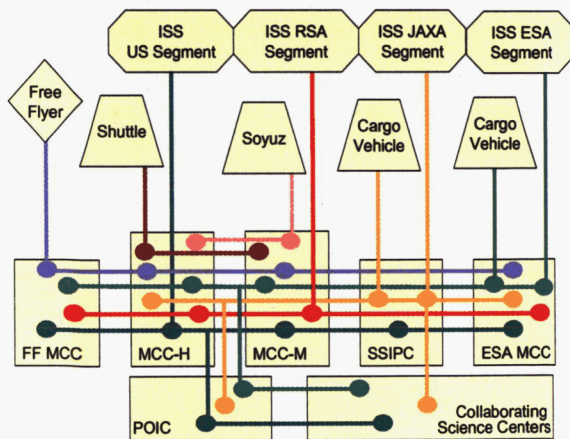 ISS
US Segment
ISS RSA
Segment
ISS JAXA
Segment
ISS ESA
Segment
Free
Flyer
Shuttle
Soyuz
Cargo
Vehicle
Cargo
Vehicle
FF MCC
MCC-H
MCC-M
SSIPC
ESA MCC
POIC
Collaborating
Science Centers